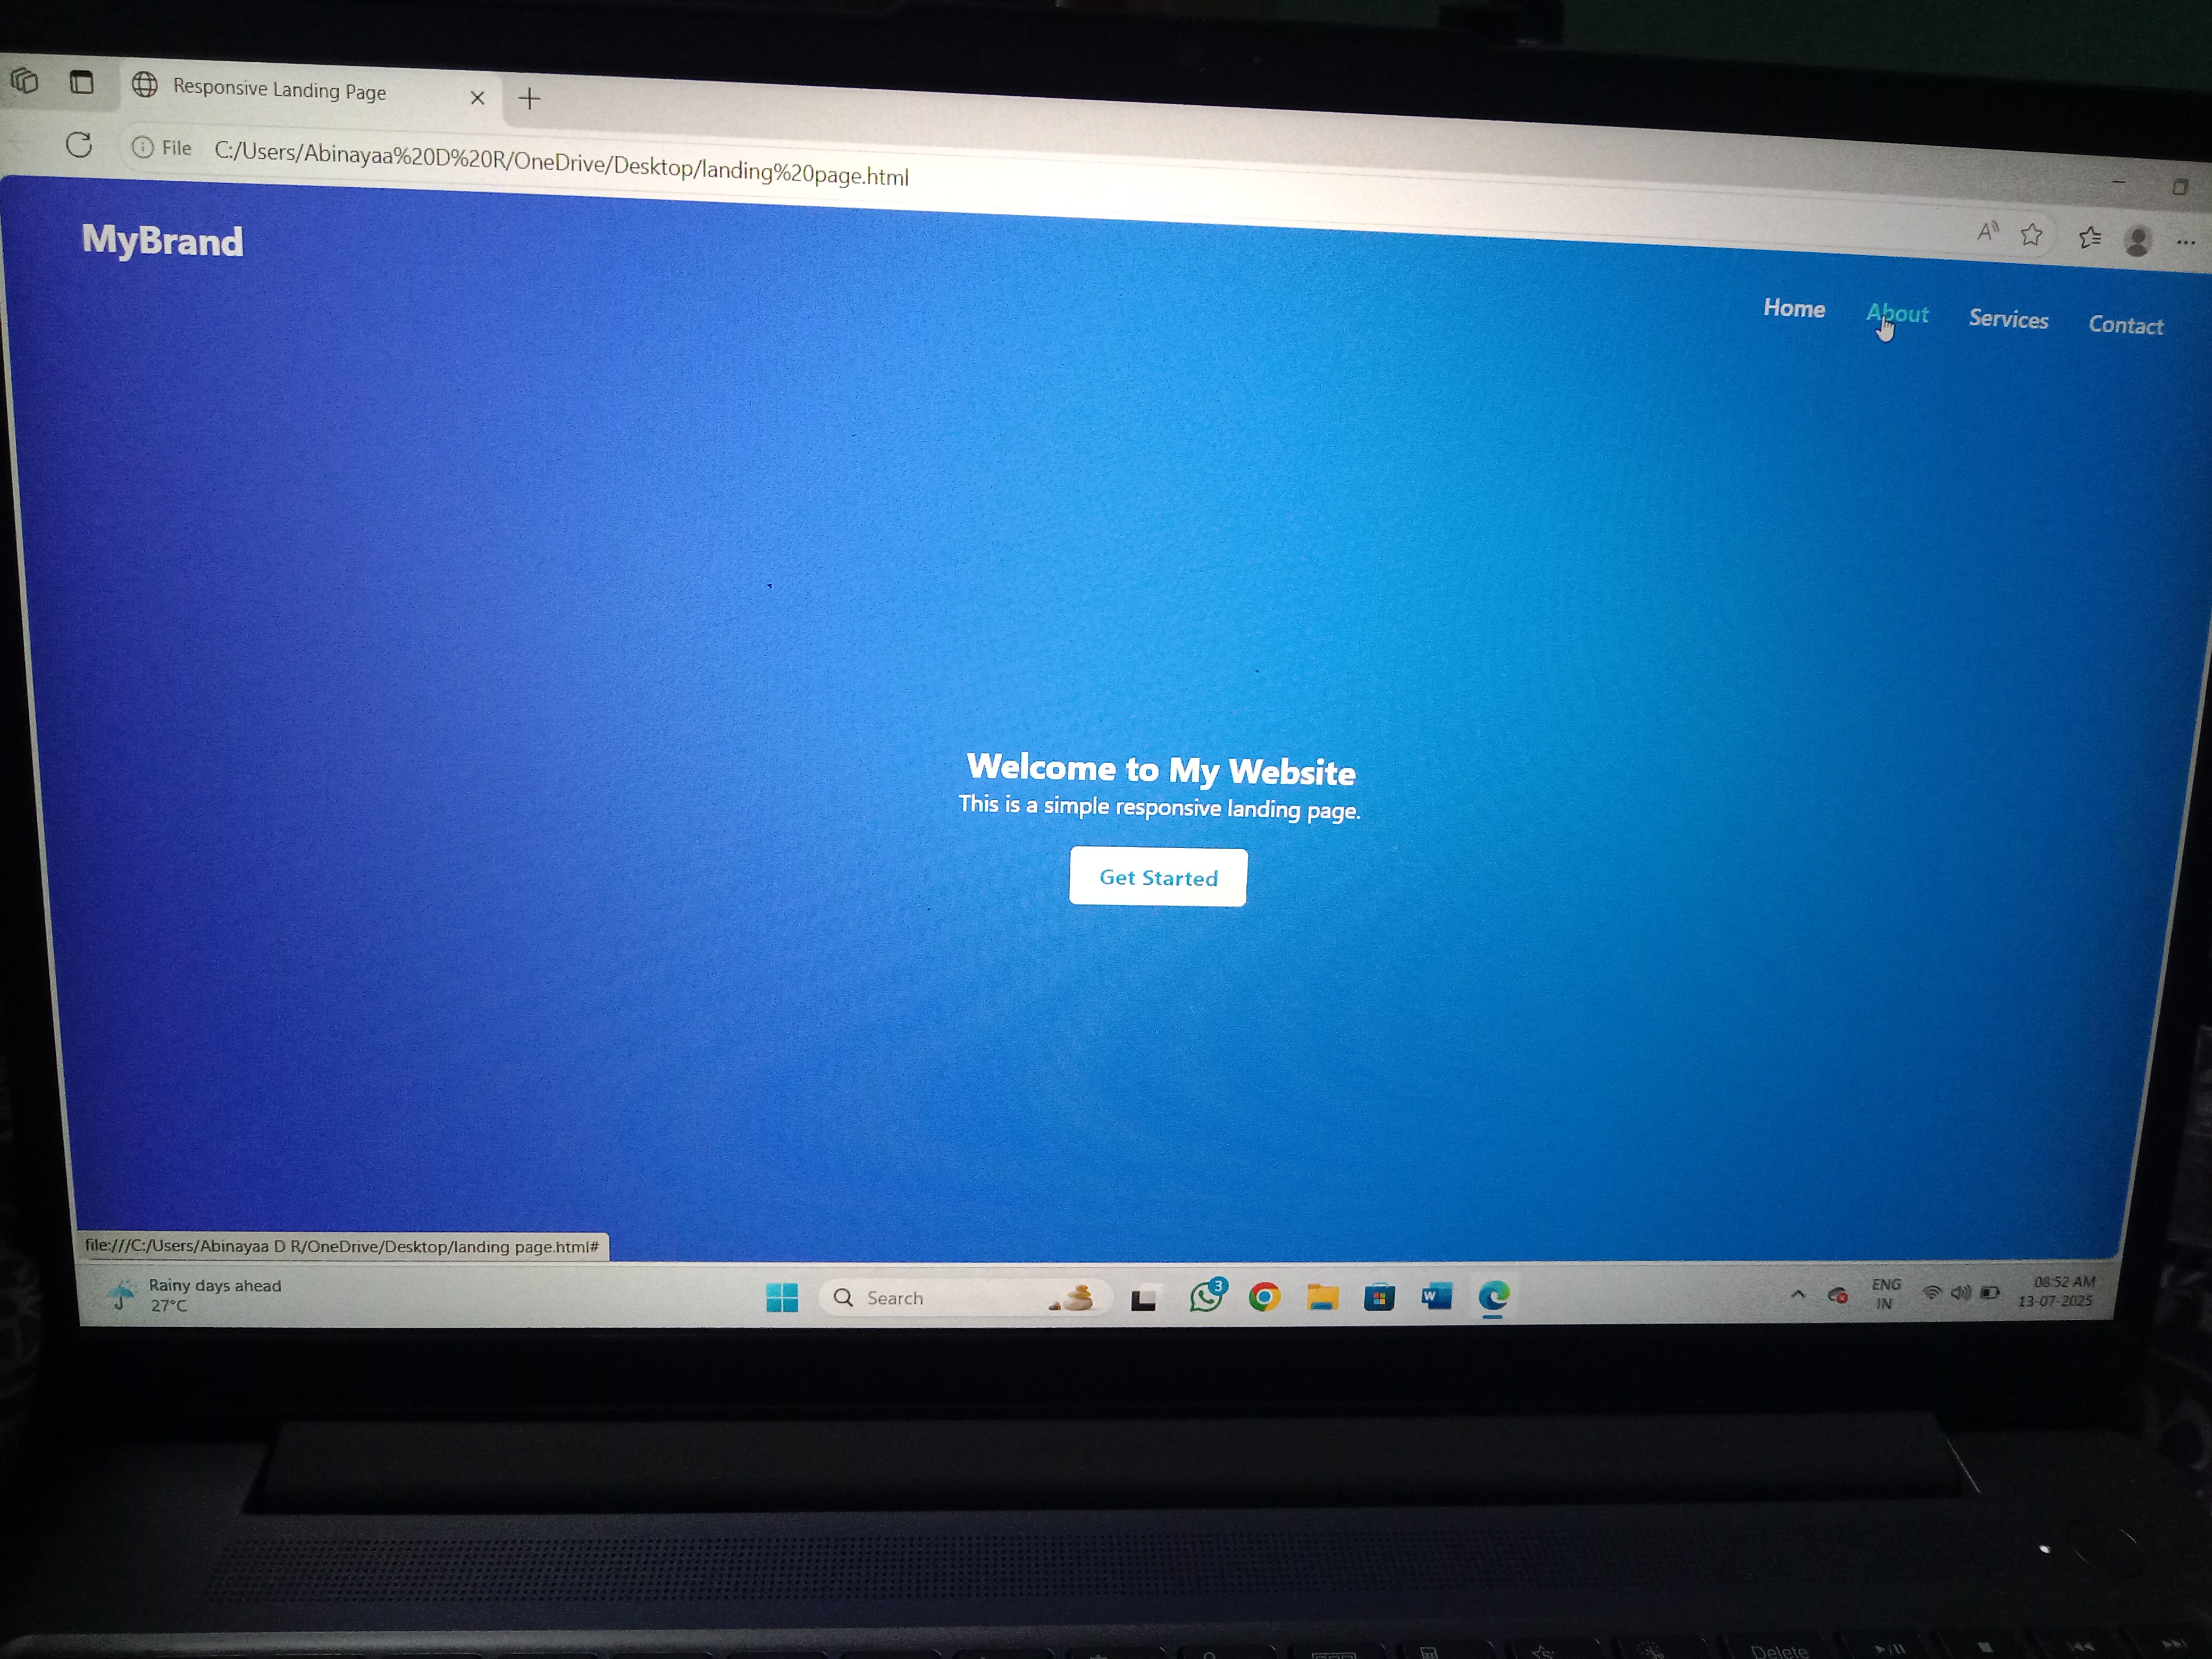 Responsive Landing Page
File C:/Users/Abinayaa%20D%20R/OneDrive/Desktop/landing%20page.html
MyBrand
Home About Services Contact
Welcome to My Website
This is a simple responsive landing page.
Get Started
file:///C:/Users/Abinayaa D R/OneDrive/Desktop/landing page.html#
Rainy days ahead
27°C
Search
3
ENG
IN
08:52 AM
13-07-2025
Delete